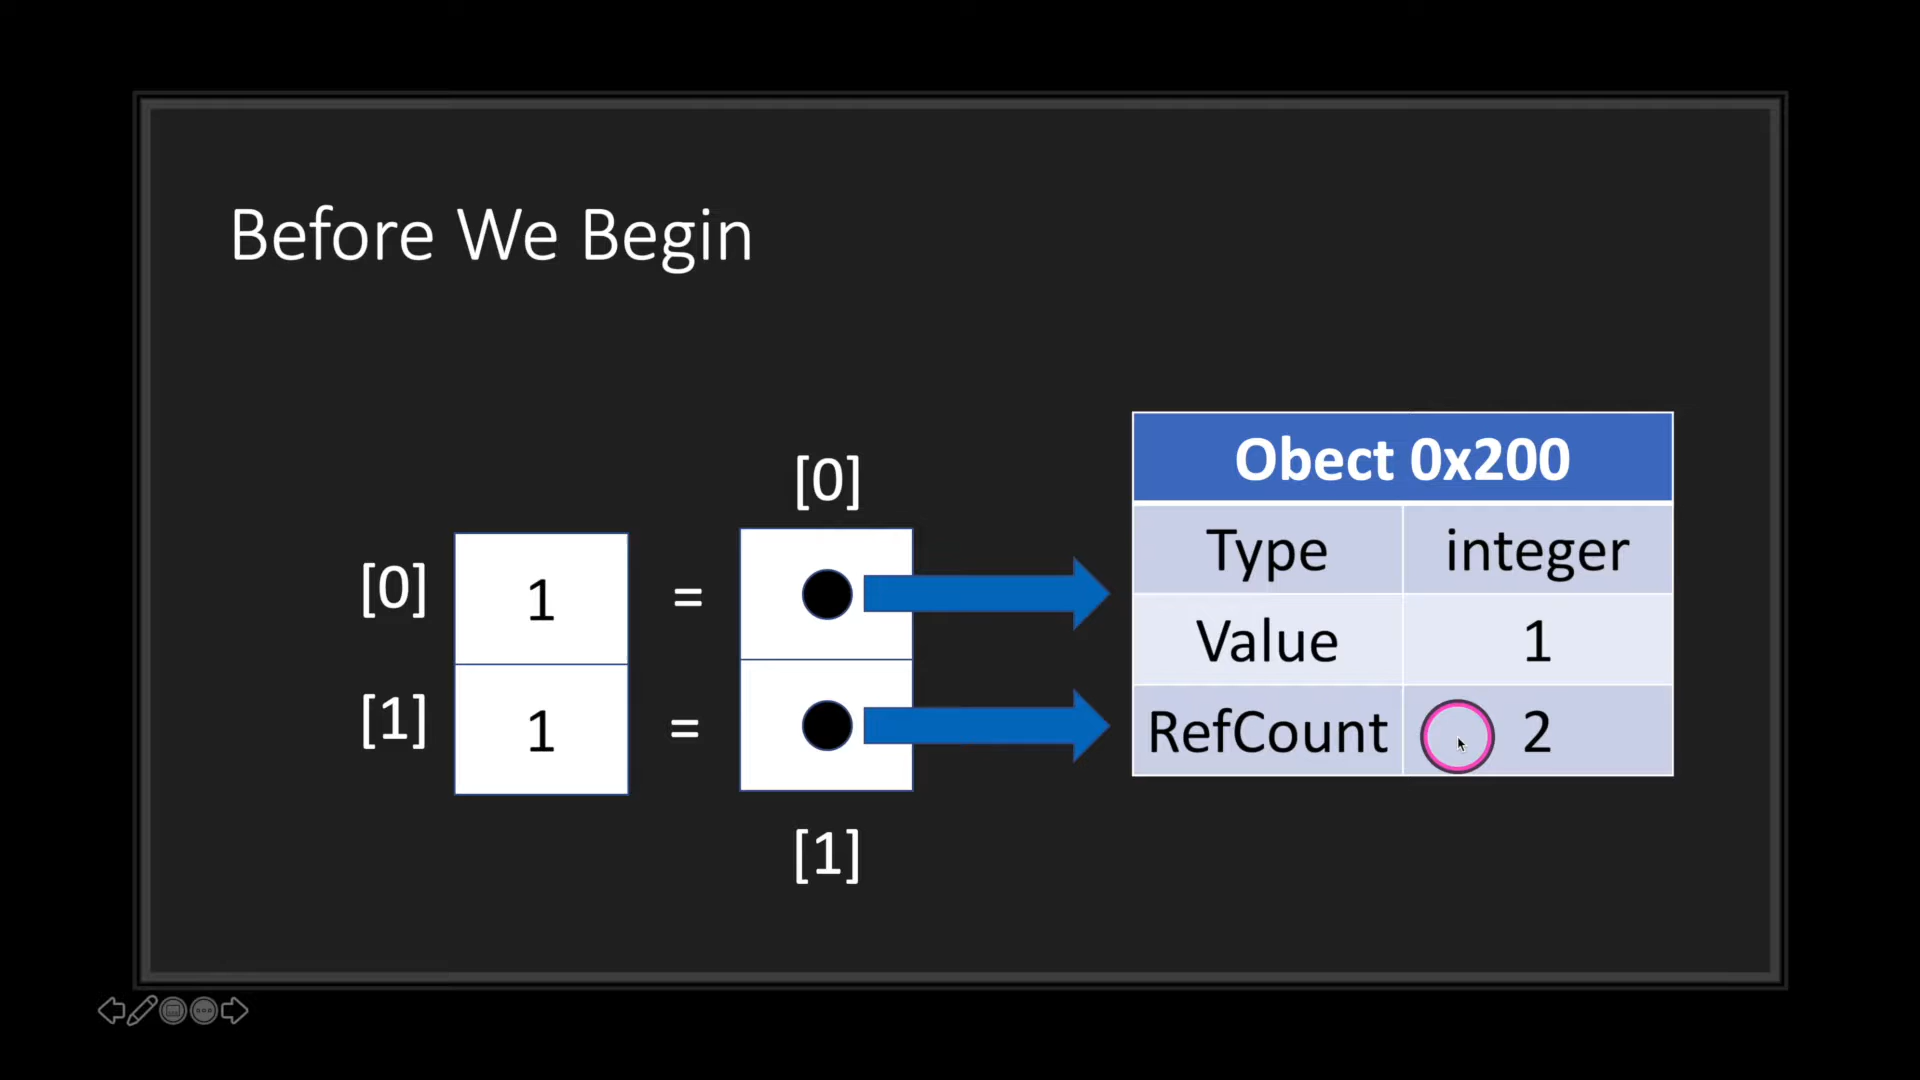 Before We Begin
[0]
[0] 1 =
[1] 1 =
[1]
Obect 0x200
Type integer
Value 1
RefCount 2